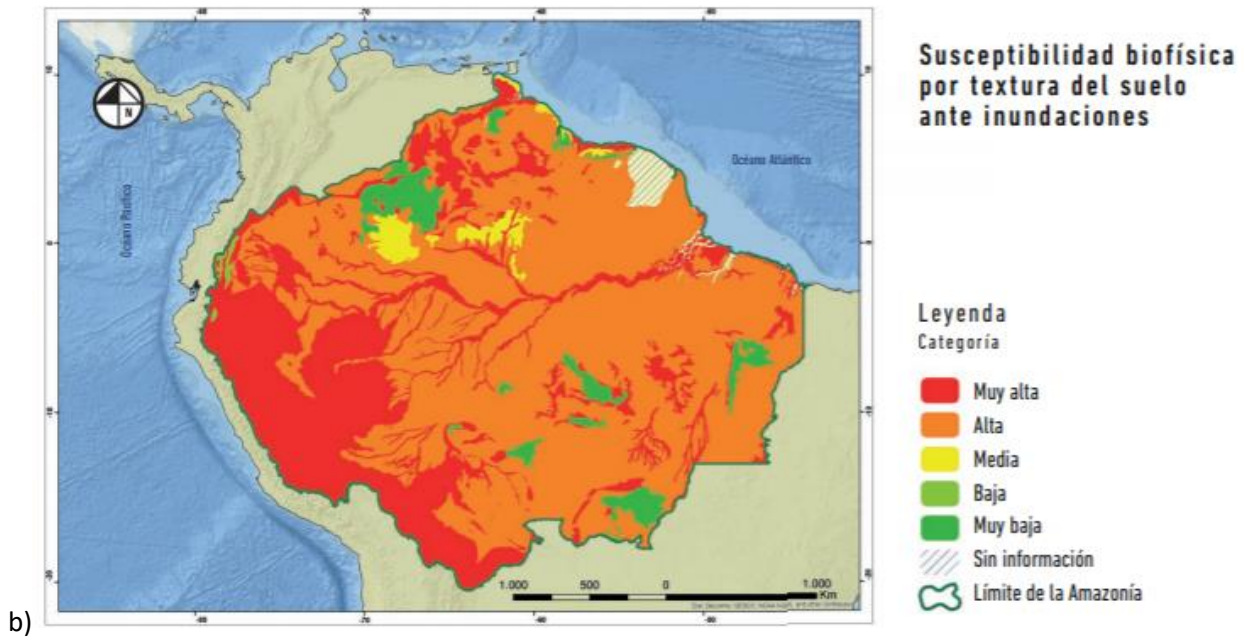 Susceptibilidad biofísica
por textura del suelo
ante inundaciones
N
Océano Pacífico
Océano Atlántico
Leyenda
Categoría
Muy alta
Alta
Media
Baja
Muy baja
Sin información
Límite de la Amazonía
1.000 500 0 1.000
Km
b)